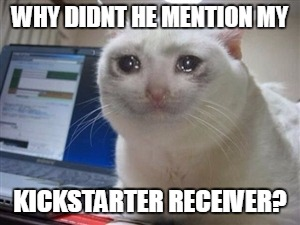 WHY DIDNT HE MENTION MY
KICKSTARTER RECEIVER?